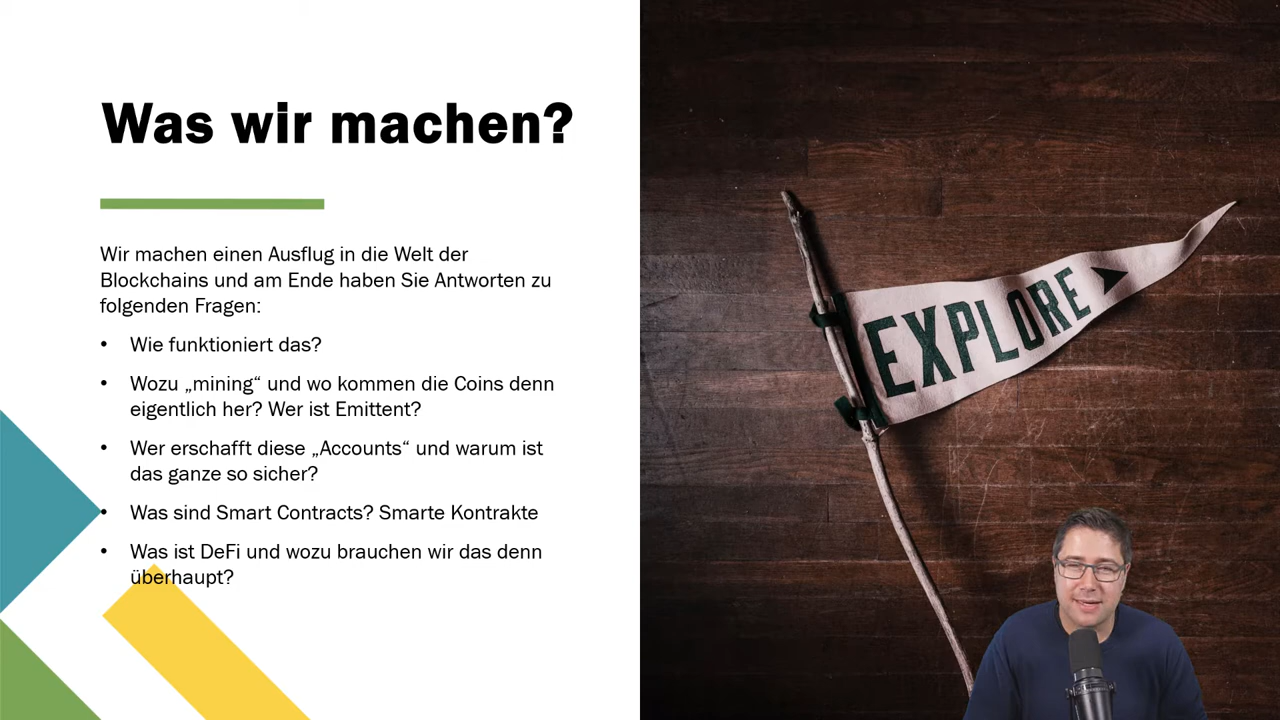 Was wir machen?
Wir machen einen Ausflug in die Welt der
Blockchains und am Ende haben Sie Antworten zu
folgenden Fragen:
• Wie funktioniert das?
• Wozu „mining“ und wo kommen die Coins denn
eigentlich her? Wer ist Emittent?
• Wer erschafft diese „Accounts“ und warum ist
das ganze so sicher?
• Was sind Smart Contracts? Smarte Kontrakte
• Was ist DeFi und wozu brauchen wir das denn
überhaupt?
EXPLORE